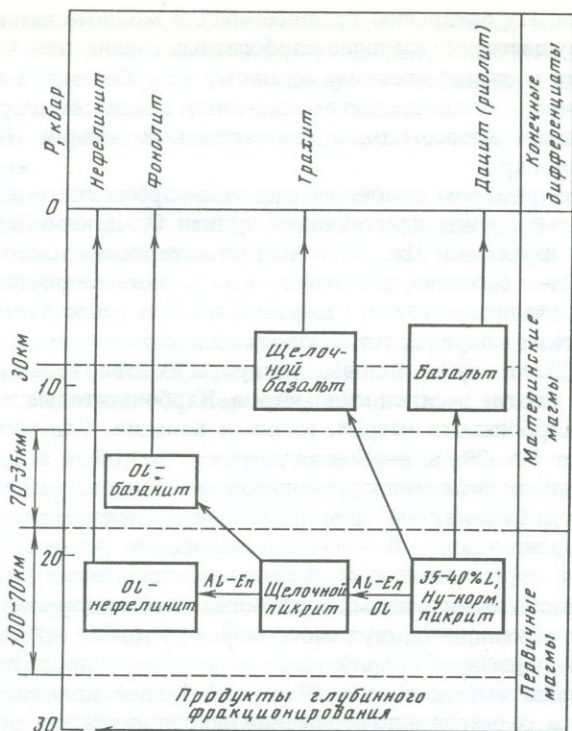 Р, кбар
Нефелинит
Фонолит
Трахит
Дацит (риолит)
Конечные
дифференциаты
0
30км
10
Щелоч-
ной
базальт
Базальт
Материнские
магмы
70-35км
Ol-
базанит
20
100-70км
Ol
нефелинит
Al-En
Щелочной
пикрит
Al-En
Ol
35-40% L;
Hy-норм.
пикрит
Первичные
магмы
Продукты глубинного
фракционирования
30